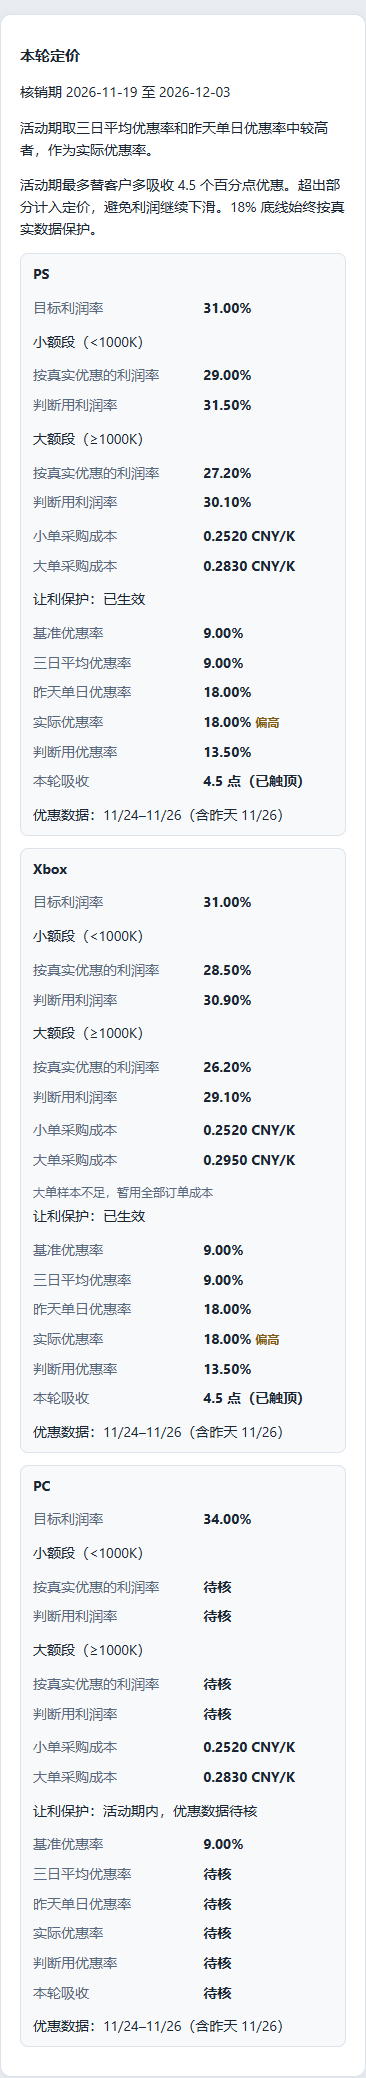 本轮定价
核销期 2026-11-19 至 2026-12-03
活动期取三日平均优惠率和昨天单日优惠率中较高
者，作为实际优惠率。
活动期最多替客户多吸收 4.5 个百分点优惠。超出部
分计入定价，避免利润继续下滑。18% 底线始终按真
实数据保护。
PS
目标利润率 31.00%
小额段（<1000K）
按真实优惠的利润率 29.00%
判断用利润率 31.50%
大额段（≥1000K）
按真实优惠的利润率 27.20%
判断用利润率 30.10%
小单采购成本 0.2520 CNY/K
大单采购成本 0.2830 CNY/K
让利保护：已生效
基准优惠率 9.00%
三日平均优惠率 9.00%
昨天单日优惠率 18.00%
实际优惠率 18.00% 偏高
判断用优惠率 13.50%
本轮吸收 4.5 点（已触顶）
优惠数据：11/24–11/26（含昨天 11/26）
Xbox
目标利润率 31.00%
小额段（<1000K）
按真实优惠的利润率 28.50%
判断用利润率 30.90%
大额段（≥1000K）
按真实优惠的利润率 26.20%
判断用利润率 29.10%
小单采购成本 0.2520 CNY/K
大单采购成本 0.2950 CNY/K
大单样本不足，暂用全部订单成本
让利保护：已生效
基准优惠率 9.00%
三日平均优惠率 9.00%
昨天单日优惠率 18.00%
实际优惠率 18.00% 偏高
判断用优惠率 13.50%
本轮吸收 4.5 点（已触顶）
优惠数据：11/24–11/26（含昨天 11/26）
PC
目标利润率 34.00%
小额段（<1000K）
按真实优惠的利润率 待核
判断用利润率 待核
大额段（≥1000K）
按真实优惠的利润率 待核
判断用利润率 待核
小单采购成本 0.2520 CNY/K
大单采购成本 0.2830 CNY/K
让利保护：活动期内，优惠数据待核
基准优惠率 9.00%
三日平均优惠率 待核
昨天单日优惠率 待核
实际优惠率 待核
判断用优惠率 待核
本轮吸收 待核
优惠数据：11/24–11/26（含昨天 11/26）